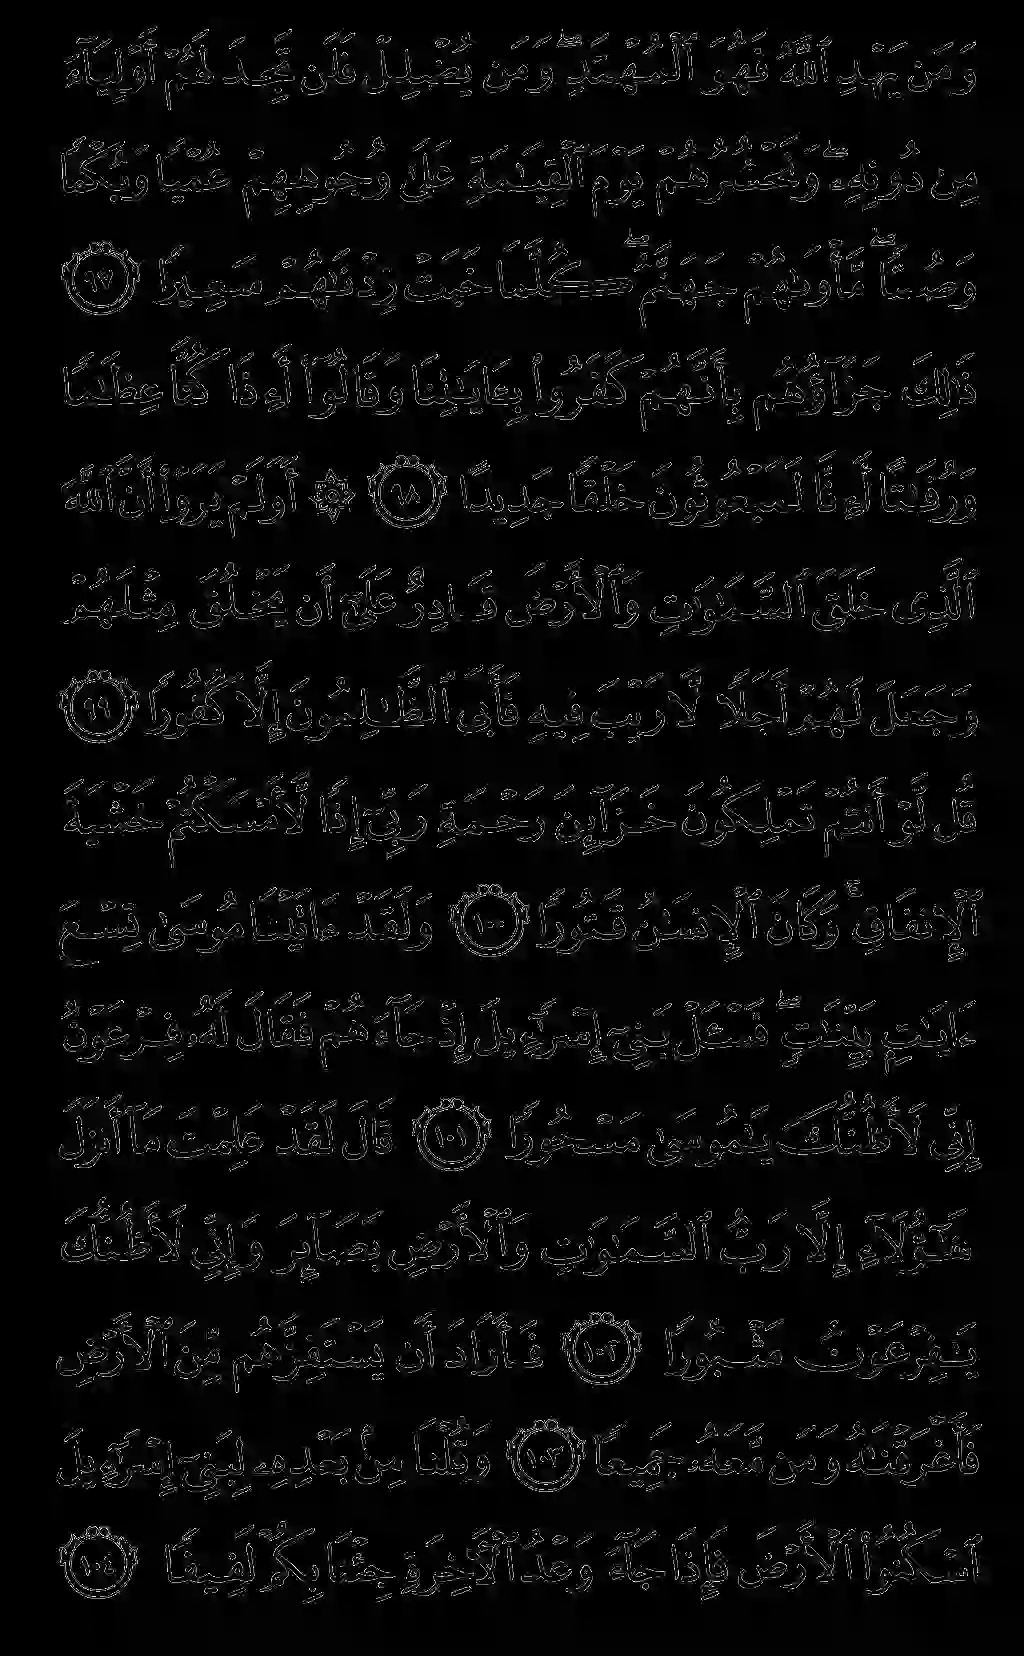 وَمَن يَهْدِ ٱللَّهُ فَهُوَ ٱلْمُهْتَدِ ۖ وَمَن يُضْلِلْ فَلَن تَجِدَ لَهُمْ أَوْلِيَآءَ
مِن دُونِهِۦ ۖ وَنَحْشُرُهُمْ يَوْمَ ٱلْقِيَـٰمَةِ عَلَىٰ وُجُوهِهِمْ عُمْيًا وَبُكْمًا
وَصُمًّا ۖ مَّأْوَىٰهُمْ جَهَنَّمُ ۖ كُلَّمَا خَبَتْ زِدْنَـٰهُمْ سَعِيرًا ٩٧
ذَٰلِكَ جَزَآؤُهُم بِأَنَّهُمْ كَفَرُوا۟ بِـَٔايَـٰتِنَا وَقَالُوٓا۟ أَءِذَا كُنَّا عِظَـٰمًا
وَرُفَـٰتًا أَءِنَّا لَمَبْعُوثُونَ خَلْقًا جَدِيدًا ٩٨ ۞ أَوَلَمْ يَرَوْا۟ أَنَّ ٱللَّهَ
ٱلَّذِى خَلَقَ ٱلسَّمَـٰوَٰتِ وَٱلْأَرْضَ قَادِرٌ عَلَىٰٓ أَن يَخْلُقَ مِثْلَهُمْ
وَجَعَلَ لَهُمْ أَجَلًا لَّا رَيْبَ فِيهِ فَأَبَى ٱلظَّـٰلِمُونَ إِلَّا كُفُورًا ٩٩
قُل لَّوْ أَنتُمْ تَمْلِكُونَ خَزَآئِنَ رَحْمَةِ رَبِّىٓ إِذًا لَّأَمْسَكْتُمْ خَشْيَةَ
ٱلْإِنفَاقِ ۚ وَكَانَ ٱلْإِنسَـٰنُ قَتُورًا ١٠٠ وَلَقَدْ ءَاتَيْنَا مُوسَىٰ تِسْعَ
ءَايَـٰتٍۭ بَيِّنَـٰتٍ ۖ فَسْـَٔلْ بَنِىٓ إِسْرَٰٓءِيلَ إِذْ جَآءَهُمْ فَقَالَ لَهُۥ فِرْعَوْنُ
إِنِّى لَأَظُنُّكَ يَـٰمُوسَىٰ مَسْحُورًا ١٠١ قَالَ لَقَدْ عَلِمْتَ مَآ أَنزَلَ
هَـٰٓؤُلَآءِ إِلَّا رَبُّ ٱلسَّمَـٰوَٰتِ وَٱلْأَرْضِ بَصَآئِرَ وَإِنِّى لَأَظُنُّكَ
يَـٰفِرْعَوْنُ مَثْبُورًا ١٠٢ فَأَرَادَ أَن يَسْتَفِزَّهُم مِّنَ ٱلْأَرْضِ
فَأَغْرَقْنَـٰهُ وَمَن مَّعَهُۥ جَمِيعًا ١٠٣ وَقُلْنَا مِنۢ بَعْدِهِۦ لِبَنِىٓ إِسْرَٰٓءِيلَ
ٱسْكُنُوا۟ ٱلْأَرْضَ فَإِذَا جَآءَ وَعْدُ ٱلْـَٔاخِرَةِ جِئْنَا بِكُمْ لَفِيفًا ١٠٤